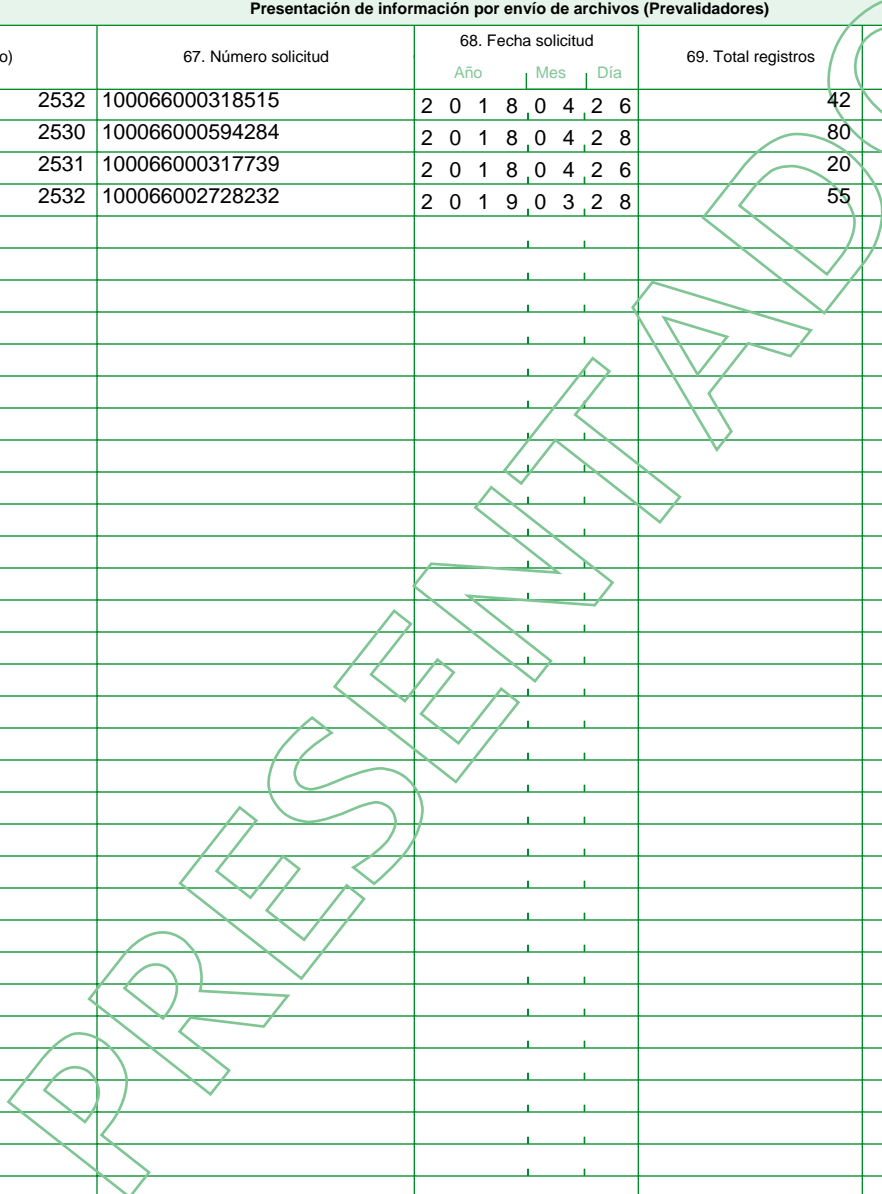 Presentación de información por envío de archivos (Prevalidadores)
o) 67. Número solicitud 68. Fecha solicitud 69. Total registros
Año Mes Día
2532 100066000318515 2 0 1 8 0 4 2 6 42
2530 100066000594284 2 0 1 8 0 4 2 8 80
2531 100066000317739 2 0 1 8 0 4 2 6 20
2532 100066002728232 2 0 1 9 0 3 2 8 55
PRESENTADO